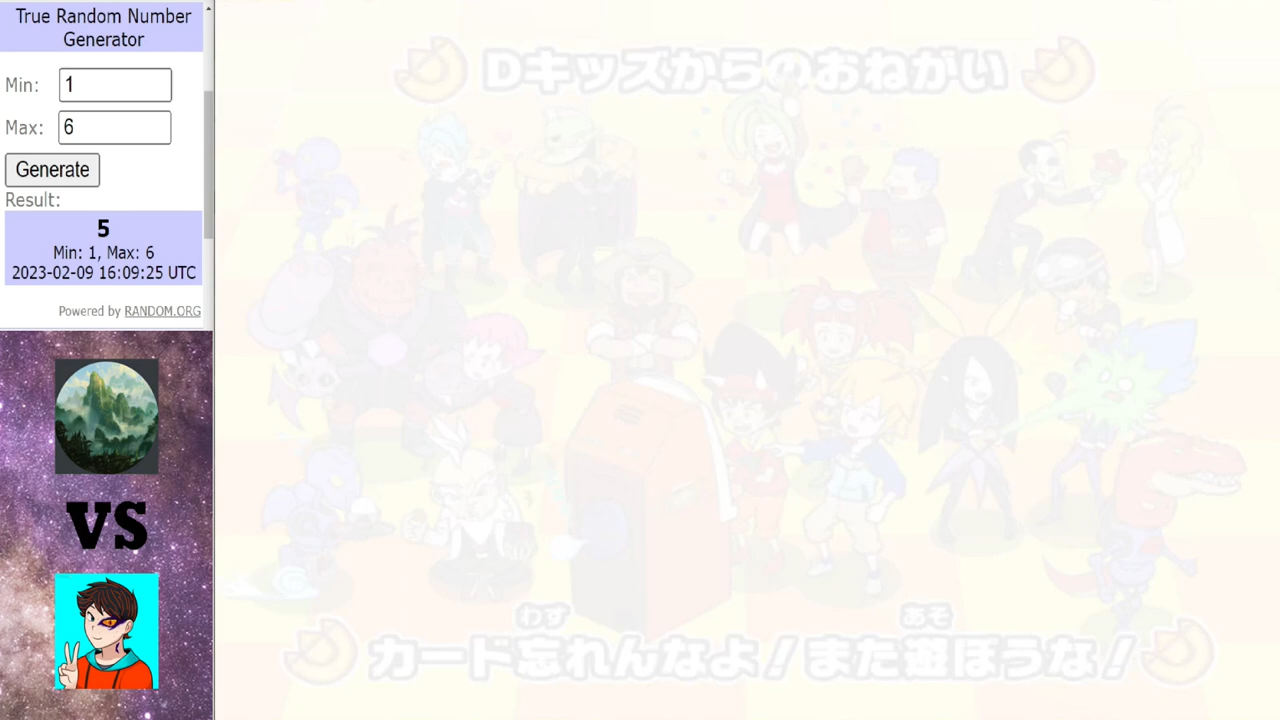 True Random Number
Generator
Min: 1
Max: 6
Generate
Result:
5
Min: 1, Max: 6
2023-02-09 16:09:25 UTC
Powered by RANDOM.ORG
VS
Dキッズからのおねがい
わす あそ
カード忘れんなよ！また遊ぼうな！